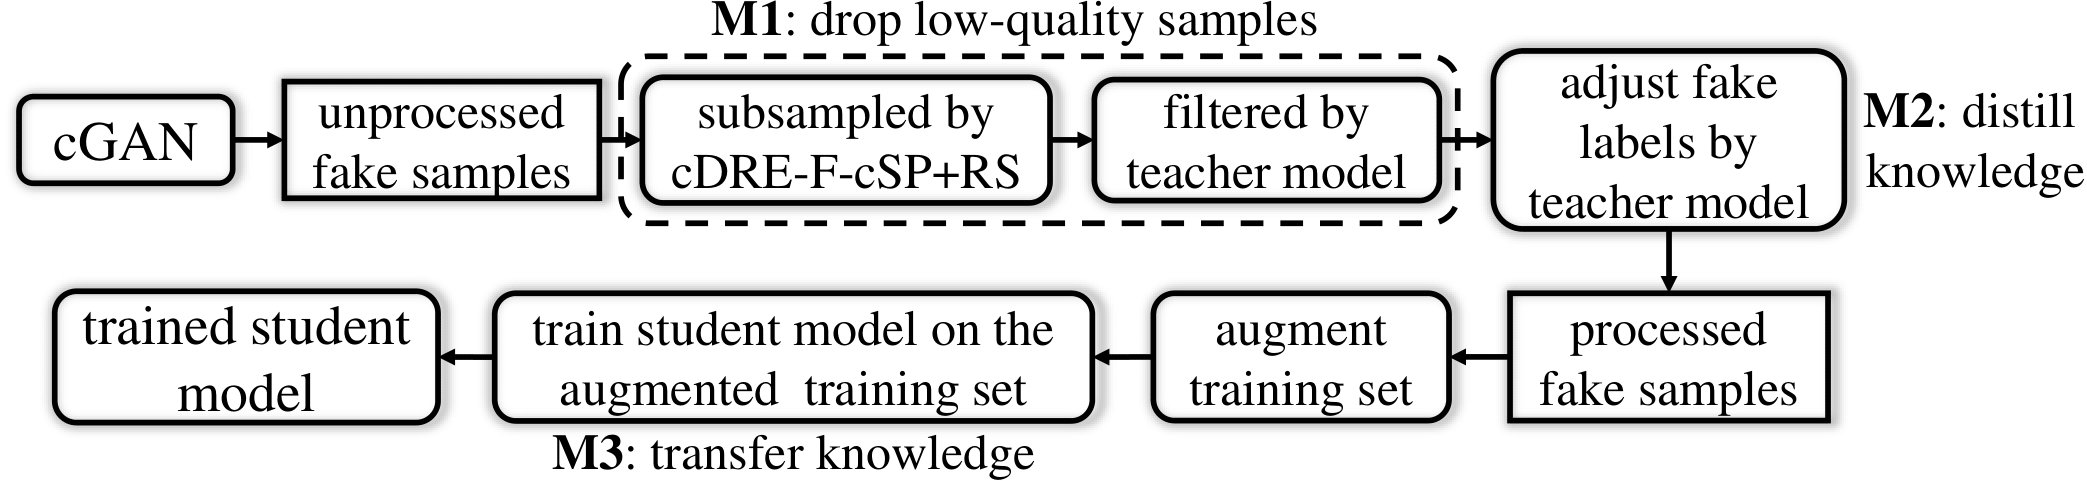 M1: drop low-quality samples
cGAN
unprocessed
fake samples
subsampled by
cDRE-F-cSP+RS
filtered by
teacher model
adjust fake
labels by
teacher model
M2: distill
knowledge
trained student
model
train student model on the
augmented training set
augment
training set
processed
fake samples
M3: transfer knowledge